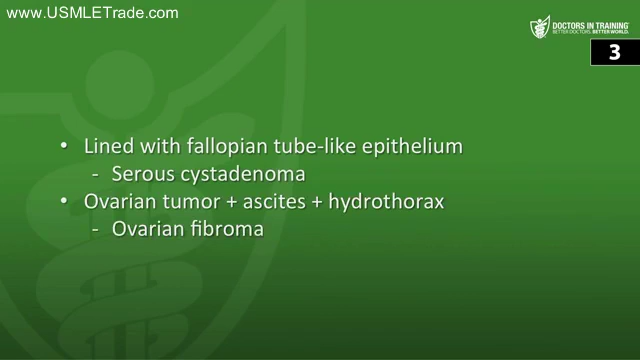 www.USMLETrade.com
DOCTORS IN TRAINING
BETTER DOCTORS. BETTER WORLD.
3
• Lined with fallopian tube-like epithelium
- Serous cystadenoma
• Ovarian tumor + ascites + hydrothorax
- Ovarian fibroma